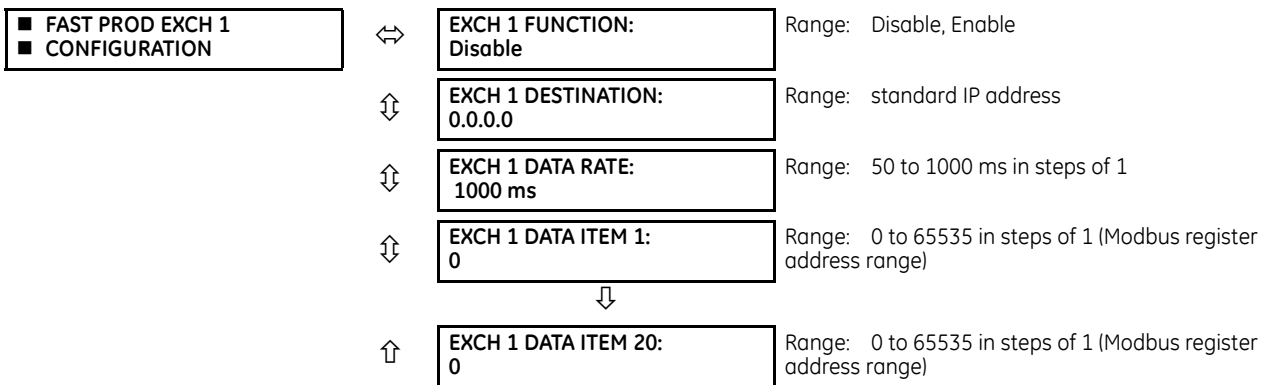 ■ FAST PROD EXCH 1
■ CONFIGURATION
EXCH 1 FUNCTION:
Disable
Range: Disable, Enable
EXCH 1 DESTINATION:
0.0.0.0
Range: standard IP address
EXCH 1 DATA RATE:
1000 ms
Range: 50 to 1000 ms in steps of 1
EXCH 1 DATA ITEM 1:
0
Range: 0 to 65535 in steps of 1 (Modbus register
address range)
EXCH 1 DATA ITEM 20:
0
Range: 0 to 65535 in steps of 1 (Modbus register
address range)